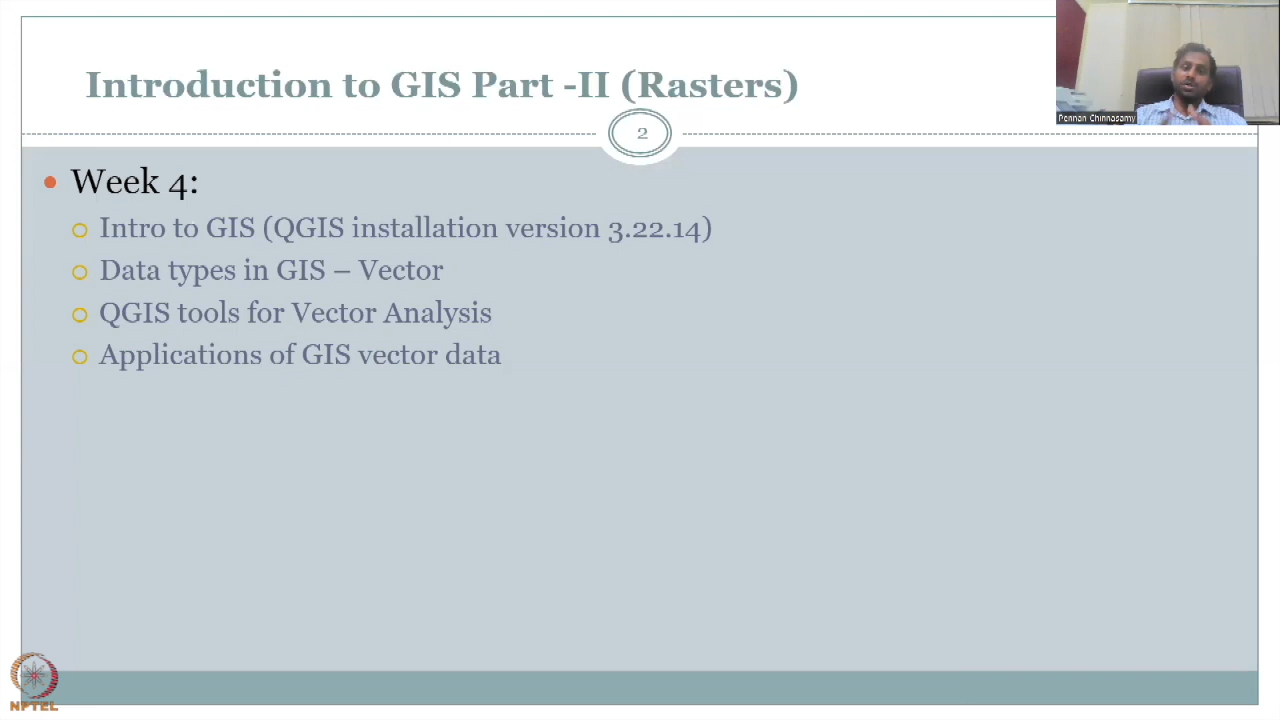 Introduction to GIS Part -II (Rasters)
Pennan Chinnasamy
2
Week 4:
Intro to GIS (QGIS installation version 3.22.14)
Data types in GIS – Vector
QGIS tools for Vector Analysis
Applications of GIS vector data
NPTEL